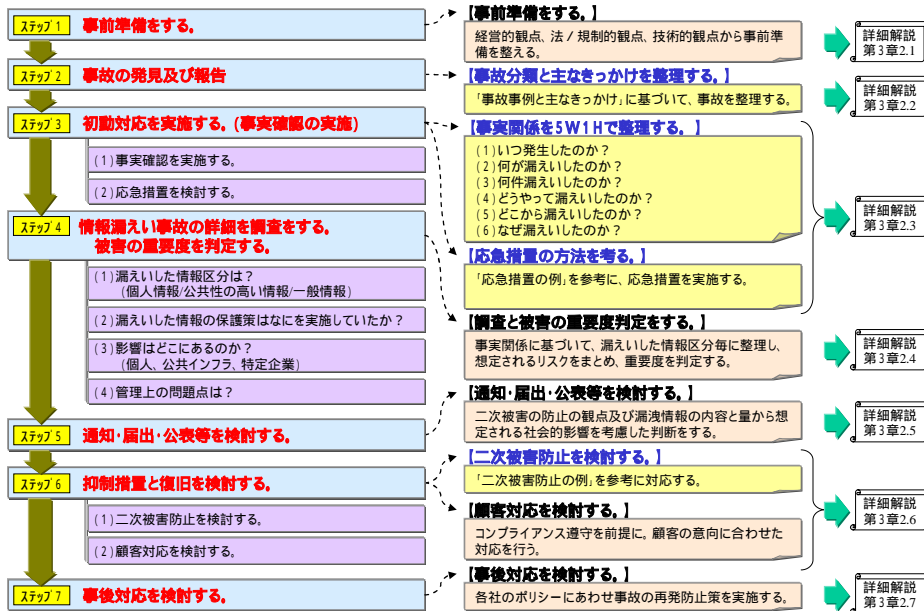 ステップ1 事前準備をする。
ステップ2 事故の発見及び報告
ステップ3 初動対応を実施する。(事実確認の実施)
(1)事実確認を実施する。
(2)応急措置を検討する。
ステップ4 情報漏えい事故の詳細を調査をする。
被害の重要度を判定する。
(1)漏えいした情報区分は?
(個人情報/公共性の高い情報/一般情報)
(2)漏えいした情報の保護策はなにを実施していたか?
(3)影響はどこにあるのか?
(個人、公共インフラ、特定企業)
(4)管理上の問題点は?
ステップ5 通知・届出・公表等を検討する。
ステップ6 抑制措置と復旧を検討する。
(1)二次被害防止を検討する。
(2)顧客対応を検討する。
ステップ7 事後対応を検討する。
【事前準備をする。】
経営的観点、法/規制的観点、技術的観点から事前準
備を整える。
【事故分類と主なきっかけを整理する。】
「事故事例と主なきっかけ」に基づいて、事故を整理する。
【事実関係を5W1Hで整理する。】
(1)いつ発生したのか?
(2)何が漏えいしたのか?
(3)何件漏えいしたのか?
(4)どうやって漏えいしたのか?
(5)どこから漏えいしたのか?
(6)なぜ漏えいしたのか?
【応急措置の方法を考る。】
「応急措置の例」を参考に、応急措置を実施する。
【調査と被害の重要度判定をする。】
事実関係に基づいて、漏えいした情報区分毎に整理し、
想定されるリスクをまとめ、重要度を判定する。
【通知・届出・公表等を検討する。】
二次被害の防止の観点及び漏洩情報の内容と量から想
定される社会的影響を考慮した判断をする。
【二次被害防止を検討する。】
「二次被害防止の例」を参考に対応する。
【顧客対応を検討する。】
コンプライアンス遵守を前提に。顧客の意向に合わせた
対応を行う。
【事後対応を検討する。】
各社のポリシーにあわせ事故の再発防止策を実施する。
詳細解説
第3章2.1
詳細解説
第3章2.2
詳細解説
第3章2.3
詳細解説
第3章2.4
詳細解説
第3章2.5
詳細解説
第3章2.6
詳細解説
第3章2.7